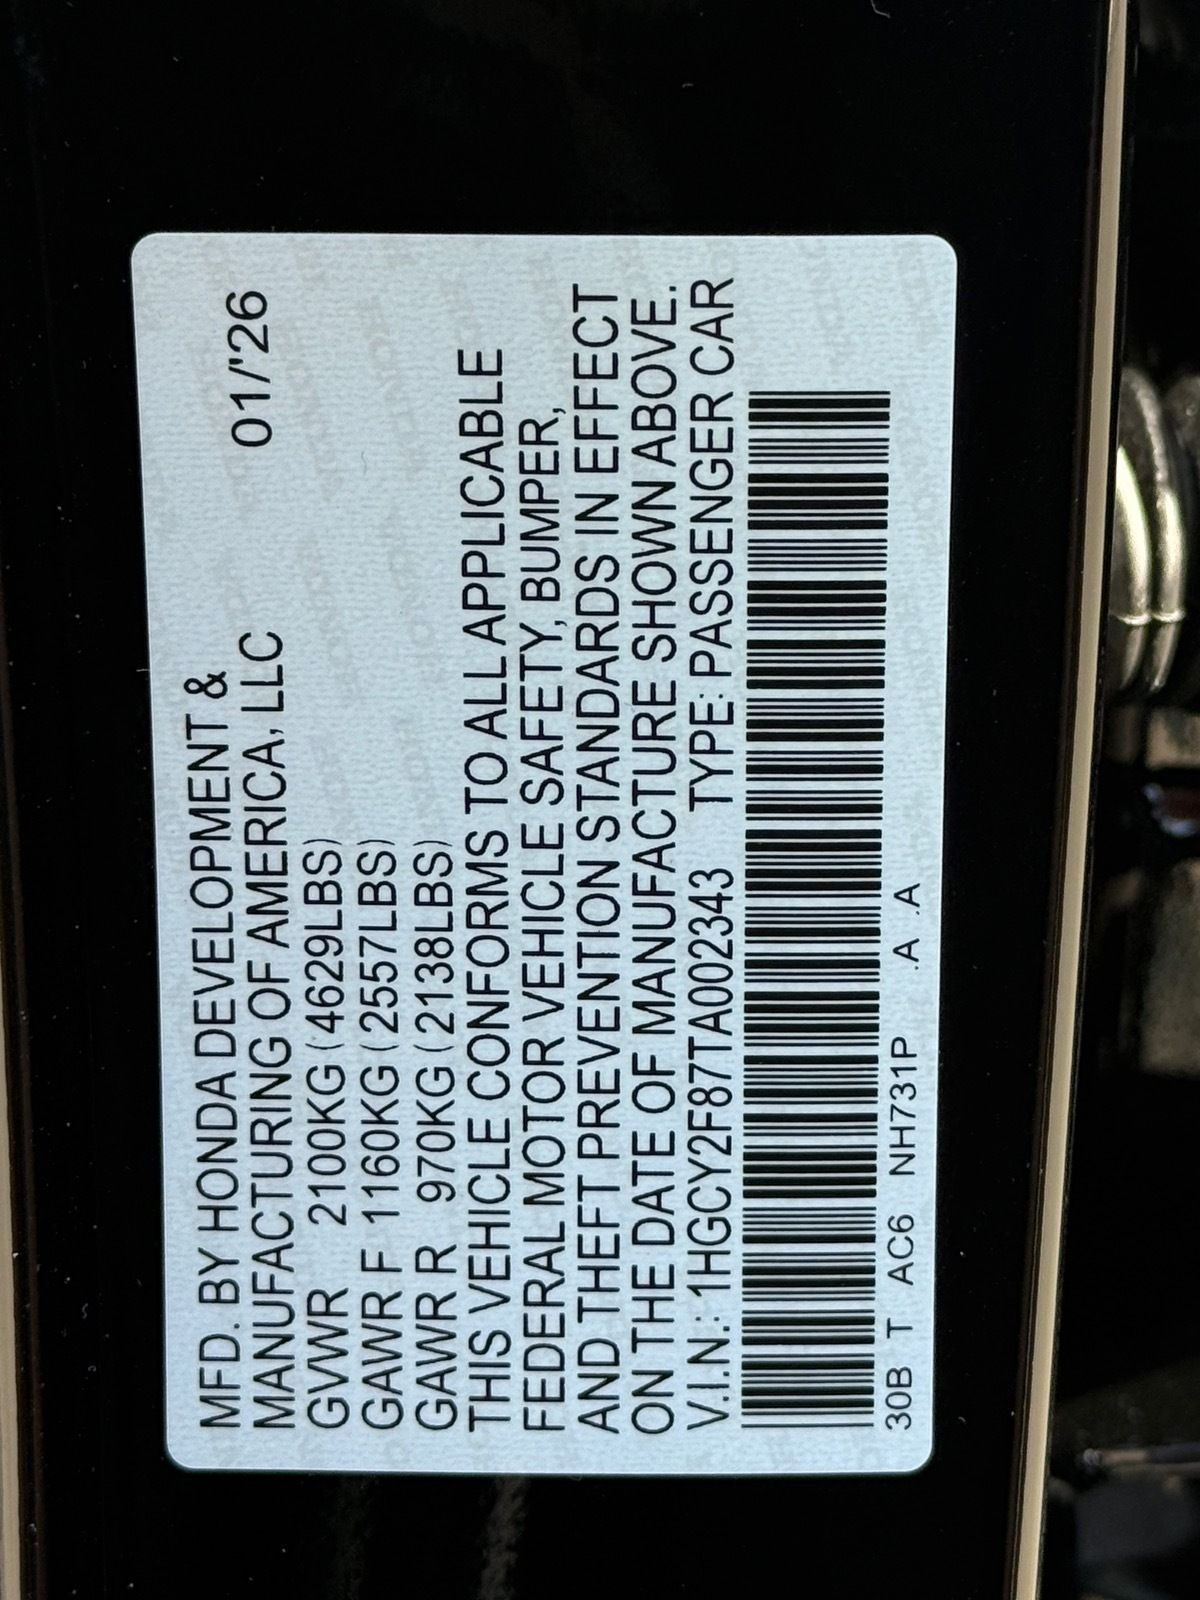 MFD. BY HONDA DEVELOPMENT &
MANUFACTURING OF AMERICA, LLC 01/'26
GVWR 2100KG (4629LBS)
GAWR F 1160KG (2557LBS)
GAWR R 970KG (2138LBS)
THIS VEHICLE CONFORMS TO ALL APPLICABLE
FEDERAL MOTOR VEHICLE SAFETY, BUMPER,
AND THEFT PREVENTION STANDARDS IN EFFECT
ON THE DATE OF MANUFACTURE SHOWN ABOVE.
V.I.N.: 1HGCY2F87TA002343 TYPE: PASSENGER CAR
30B T AC6 NH731P .A .A